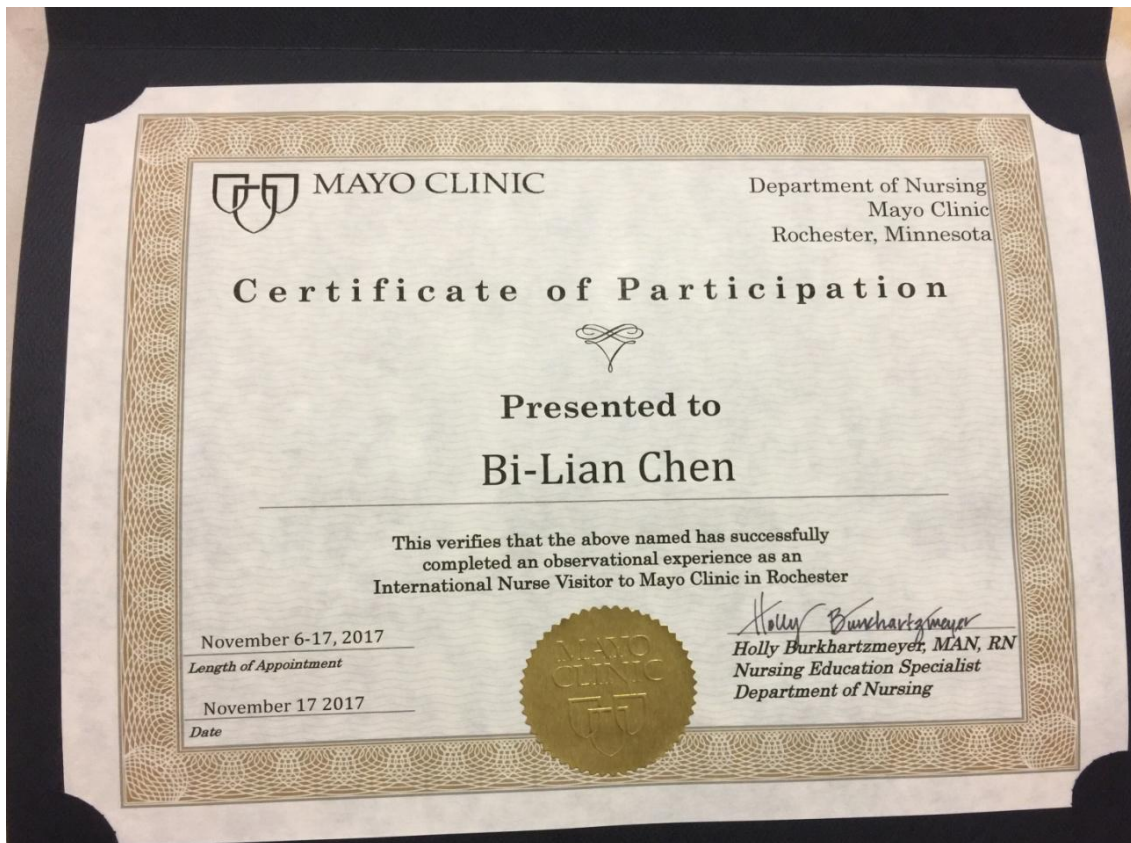 MAYO CLINIC
Department of Nursing
Mayo Clinic
Rochester, Minnesota
Certificate of Participation
Presented to
Bi-Lian Chen
This verifies that the above named has successfully
completed an observational experience as an
International Nurse Visitor to Mayo Clinic in Rochester
November 6-17, 2017
Length of Appointment
November 17 2017
Date
MAYO
CLINIC
Holly Burkhartzmeyer
Holly Burkhartzmeyer, MAN, RN
Nursing Education Specialist
Department of Nursing